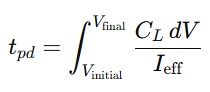 t_{pd} = \int_{V_{\text{initial}}}^{V_{\text{final}}} \frac{C_L \, dV}{I_{\text{eff}}}